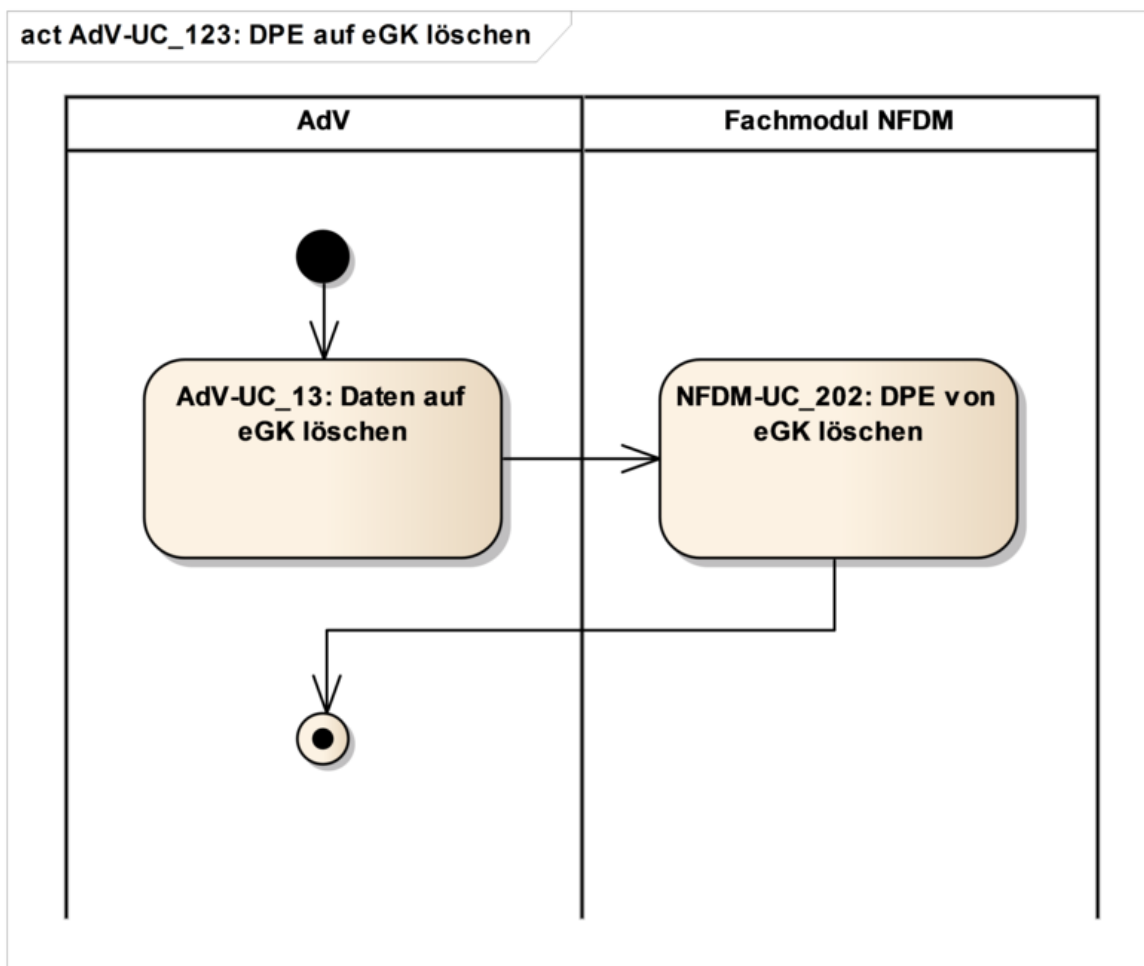 act AdV-UC_123: DPE auf eGK löschen
AdV
Fachmodul NFDM
AdV-UC_13: Daten auf
eGK löschen
NFDM-UC_202: DPE von
eGK löschen